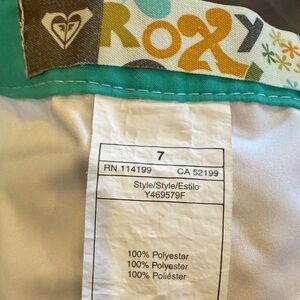 ROXY
7
RN 114199 CA 52199
Style/Style/Estilo
Y469579F
100% Polyester
100% Polyester
100% Poliéster